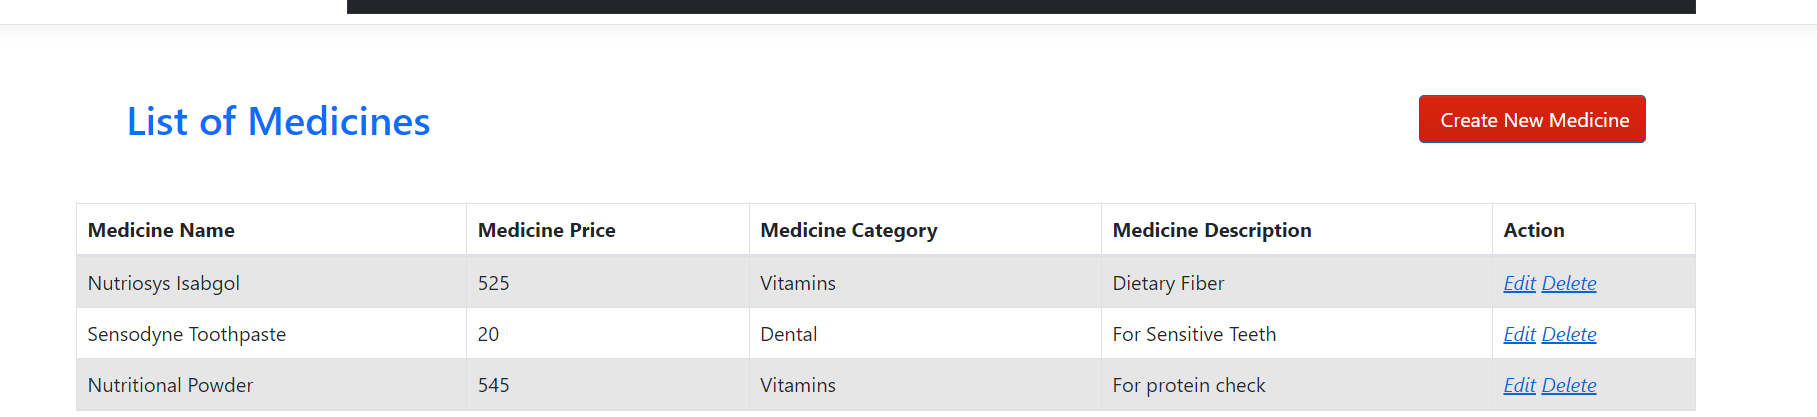 List of Medicines
Create New Medicine
Medicine Name Medicine Price Medicine Category Medicine Description Action
Nutriosys Isabgol 525 Vitamins Dietary Fiber Edit Delete
Sensodyne Toothpaste 20 Dental For Sensitive Teeth Edit Delete
Nutritional Powder 545 Vitamins For protein check Edit Delete